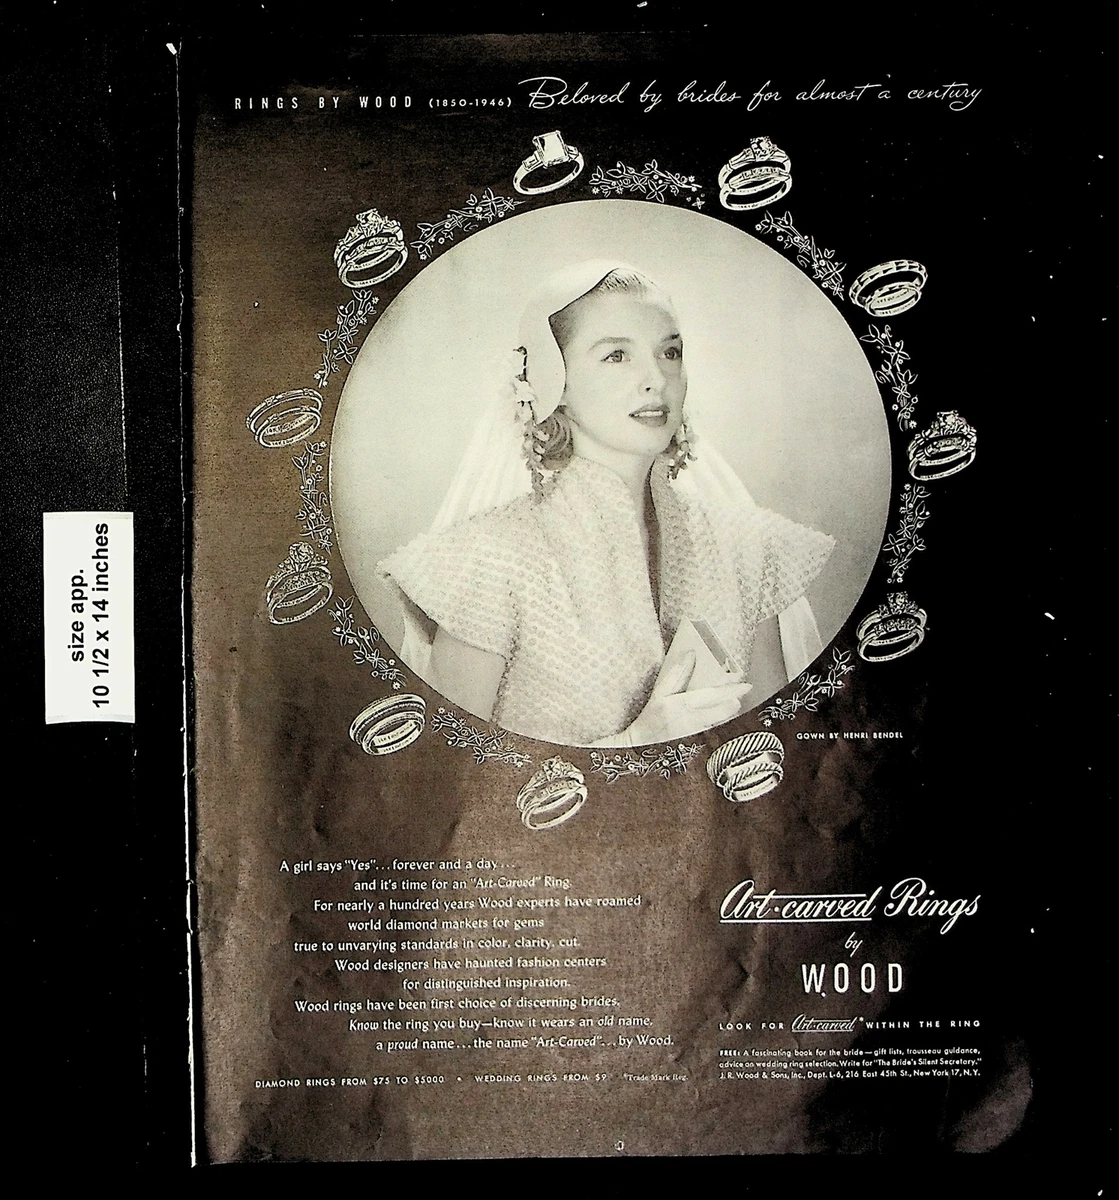 RINGS BY WOOD (1850-1946) Beloved by brides for almost a century
size app.
10 1/2 x 14 inches
GOWN BY HENRI BENDEL
A girl says "Yes"...forever and a day...
and it's time for an "Art-Carved" Ring.
For nearly a hundred years Wood experts have roamed
world diamond markets for gems
true to unvarying standards in color, clarity, cut.
Wood designers have haunted fashion centers
for distinguished inspiration.
Wood rings have been first choice of discerning brides.
Know the ring you buy—know it wears an old name,
a proud name...the name "Art-Carved"...by Wood.
DIAMOND RINGS FROM $75 TO $5000 • WEDDING RINGS FROM $9 *Trade Mark Reg.
Art-carved Rings
by
WOOD
LOOK FOR Art-carved* WITHIN THE RING
FREE: A fascinating book for the bride—gift lists, trousseau guidance,
advice on wedding ring selection. Write for "The Bride's Silent Secretary."
J. R. Wood & Sons, Inc., Dept. L-6, 216 East 45th St., New York 17, N.Y.